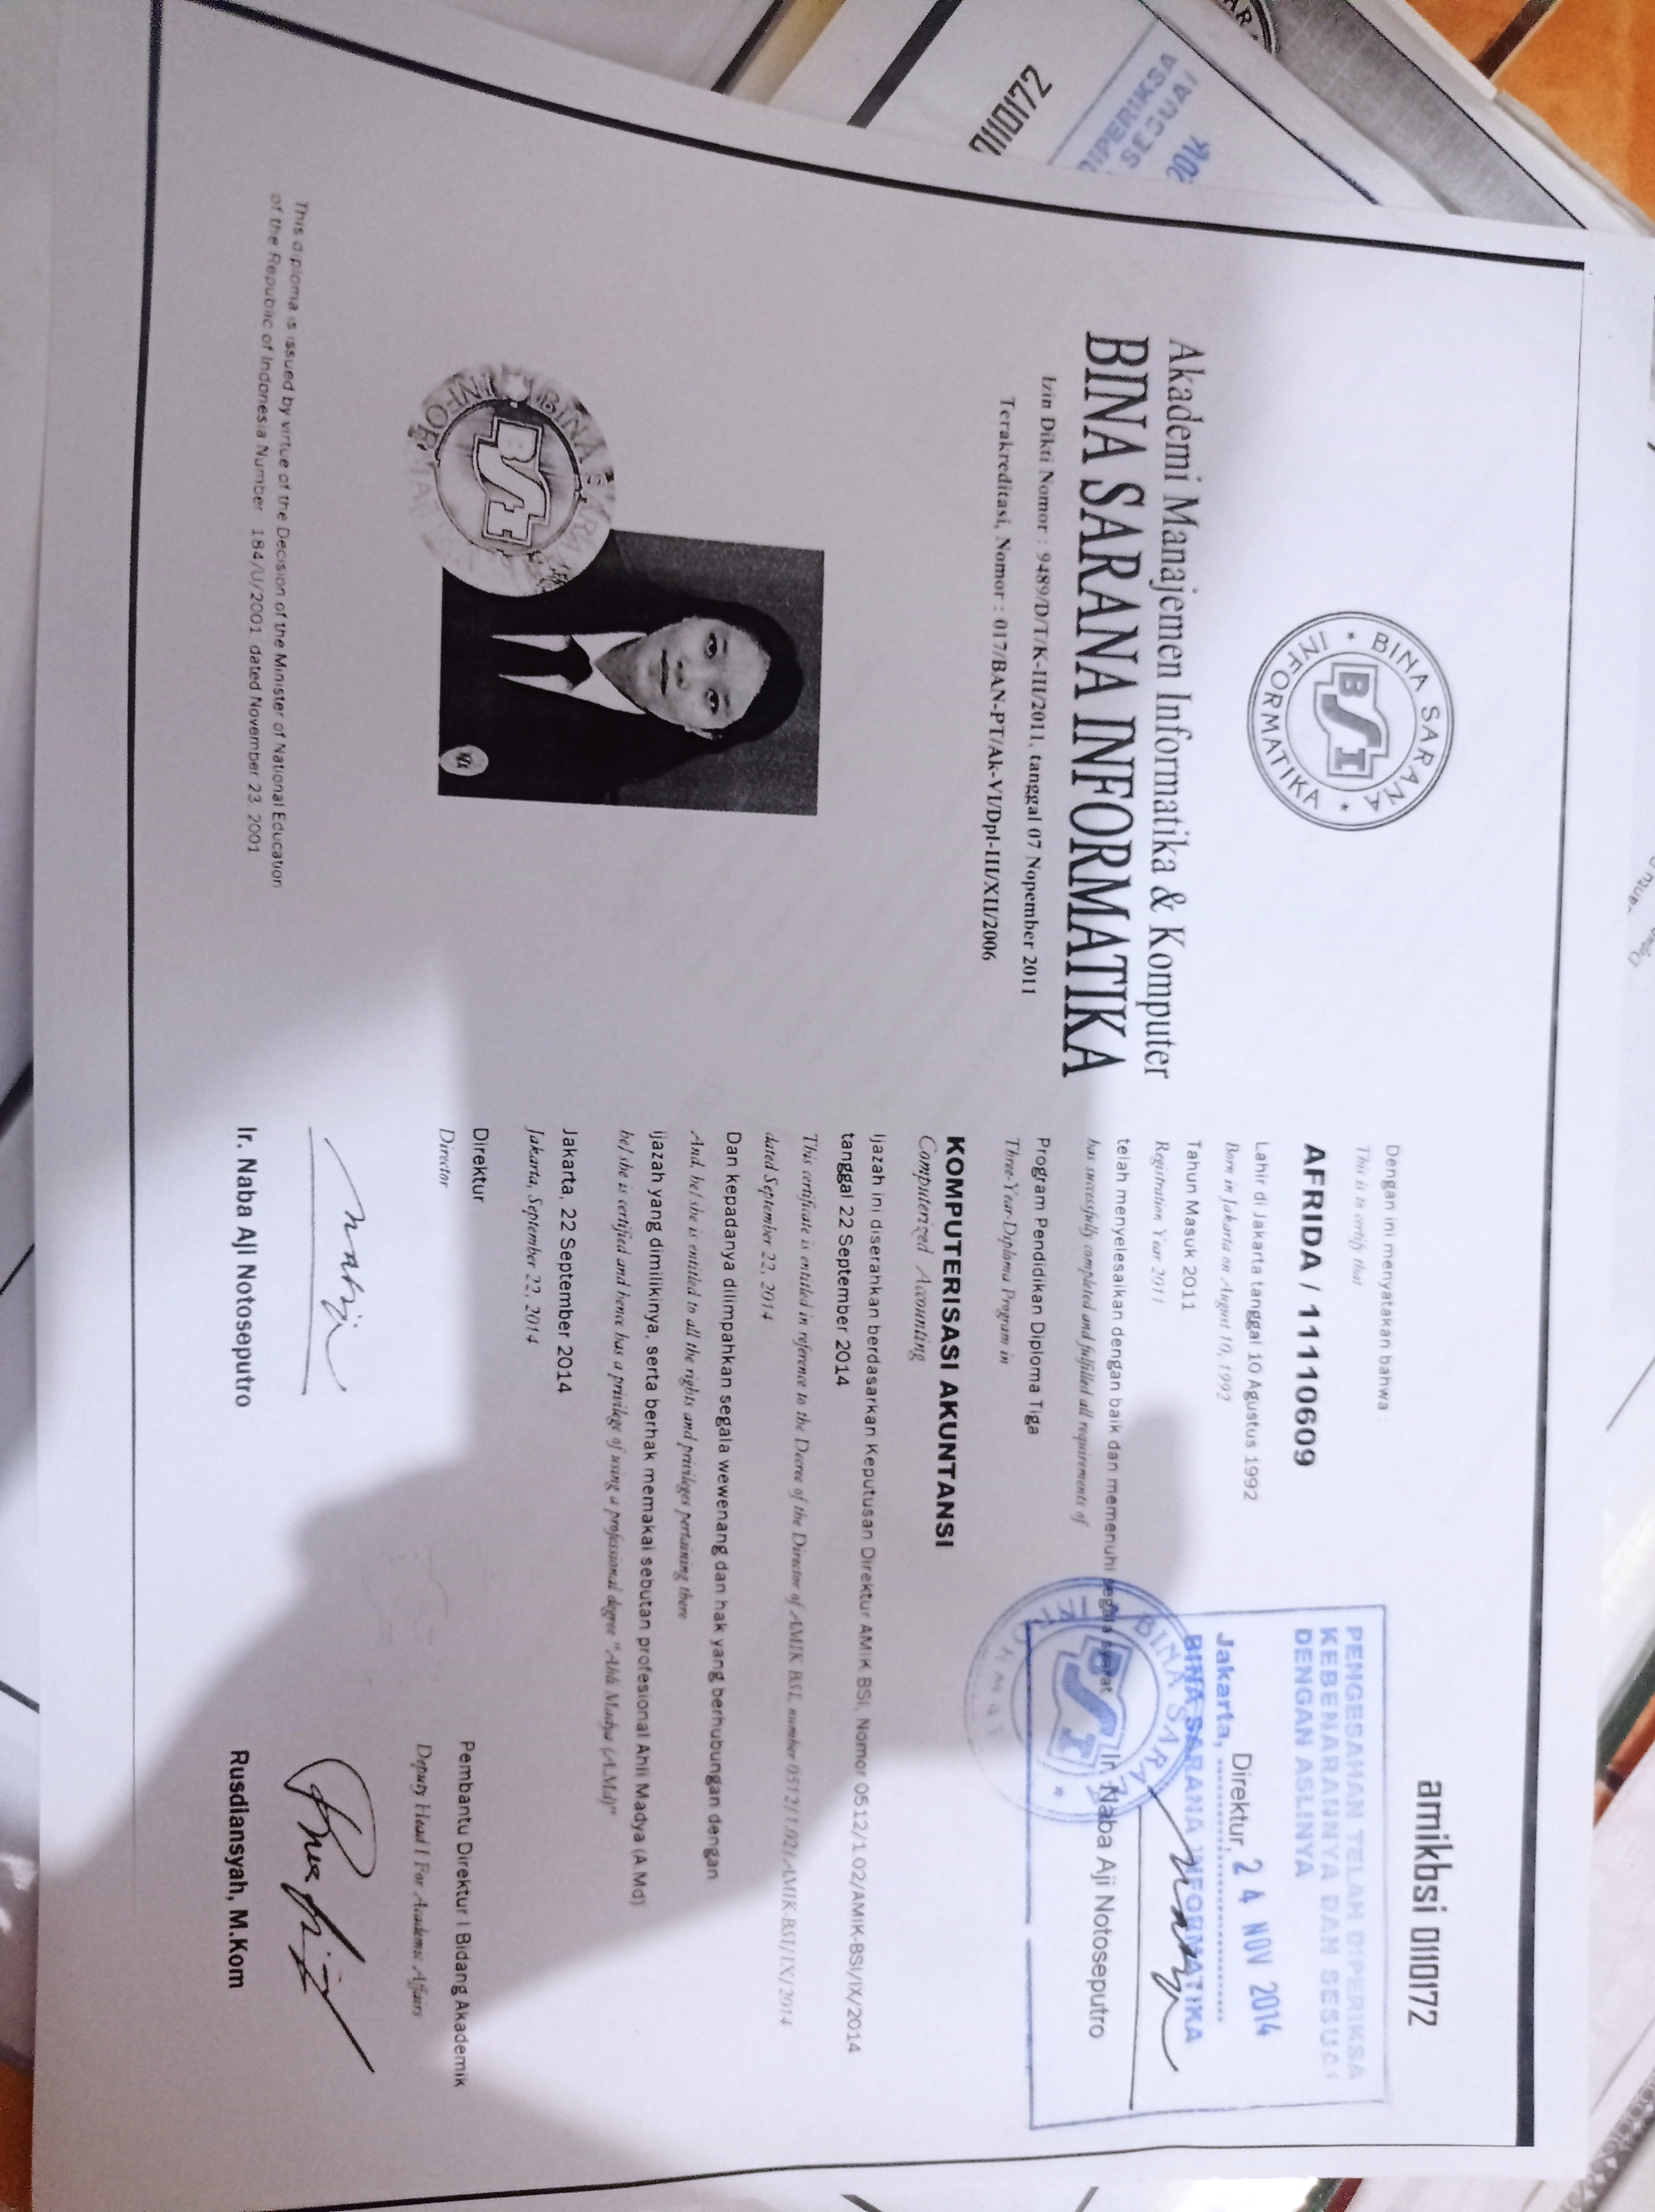 amikbsi 0110172
BINA SARANA INFORMATIKA
BSI
Akademi Manajemen Informatika & Komputer
BINA SARANA INFORMATIKA
Izin Dikti Nomor : 9489/D/T/K-III/2011, tanggal 07 Nopember 2011
Terakreditasi, Nomor : 017/BAN-PT/Ak-VI/Dpl-III/XII/2006
BINA SARANA
BSI
This diploma is issued by virtue of the Decision of the Minister of National Education
of the Republic of Indonesia Number 184/U/2001 dated November 23, 2001
Dengan ini menyatakan bahwa :
This is to certify that
AFRIDA / 11110609
Lahir di Jakarta tanggal 10 Agustus 1992
Born in Jakarta on August 10, 1992
Tahun Masuk 2011
Registration Year 2011
telah menyelesaikan dengan baik dan memenuhi segala syarat
has successfully completed and fulfilled all requirements of
Program Pendidikan Diploma Tiga
Three-Year-Diploma Program in
KOMPUTERISASI AKUNTANSI
Computerized Accounting
Ijazah ini diserahkan berdasarkan Keputusan Direktur AMIK BSI, Nomor 0512/1.02/AMIK-BSI/IX/2014
tanggal 22 September 2014
This certificate is entitled in reference to the Decree of the Director of AMIK BSI, number 0512/1.02/AMIK-BSI/IX/2014
dated September 22, 2014
Dan kepadanya dilimpahkan segala wewenang dan hak yang berhubungan dengan
And, he/she is entitled to all the rights and privileges pertaining there
ijazah yang dimilikinya, serta berhak memakai sebutan profesional Ahli Madya (A.Md)
he/ she is certified and hence has a privilege of using a professional degree "Ahli Madya (A.Md)"
Jakarta, 22 September 2014
Jakarta, September 22, 2014
Direktur
Director
Ir. Naba Aji Notoseputro
Pembantu Direktur I Bidang Akademik
Deputy Head I For Academic Affairs
Rusdiansyah, M.Kom
PENGESAHAN TELAH DIPERIKSA
KEBENARANNYA DAN SESUAI
DENGAN ASLINYA
Jakarta, 24 NOV 2014
Direktur,
BINA SARANA INFORMATIKA
Ir. Naba Aji Notoseputro
BINA SARANA
BSI
DIPERIKSA
SESUAI